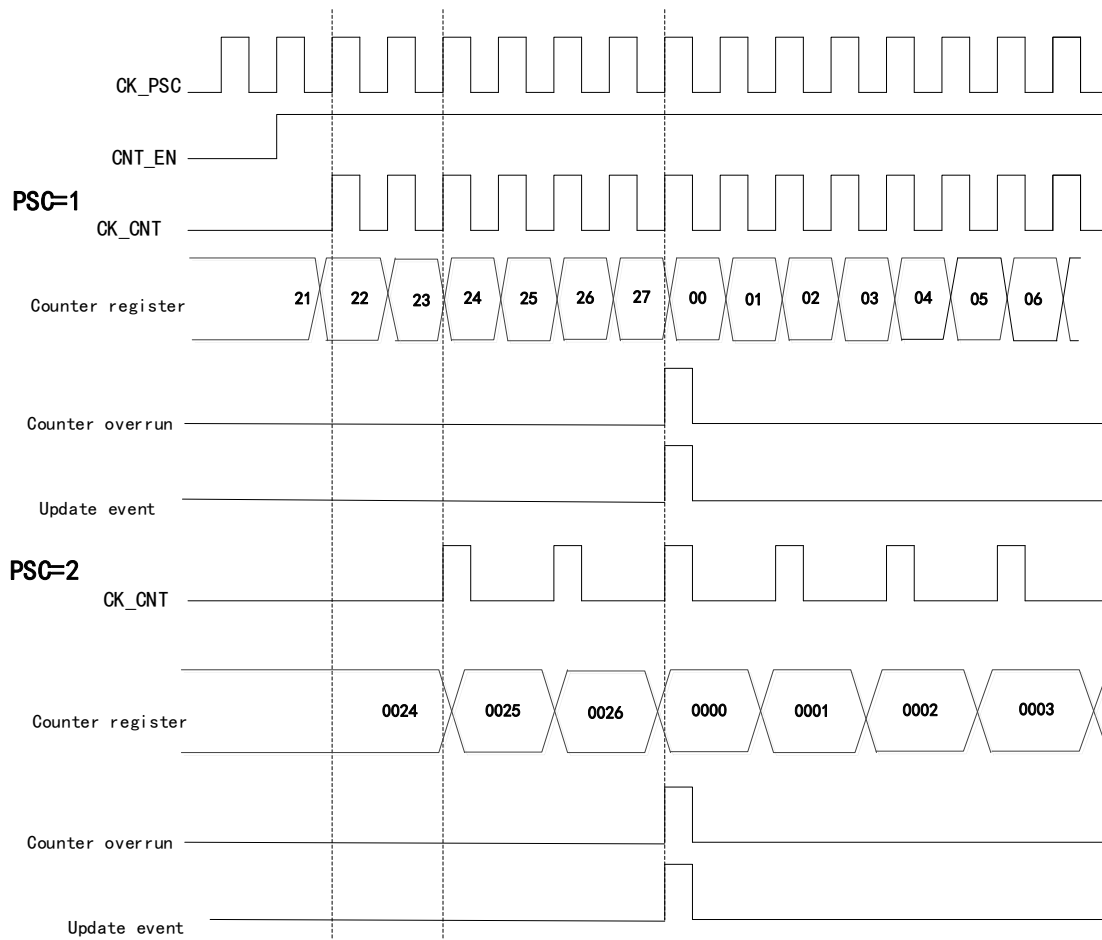 CK_PSC
CNT_EN
PSC=1
CK_CNT
Counter register 21 22 23 24 25 26 27 00 01 02 03 04 05 06
Counter overrun
Update event
PSC=2
CK_CNT
Counter register 0024 0025 0026 0000 0001 0002 0003
Counter overrun
Update event